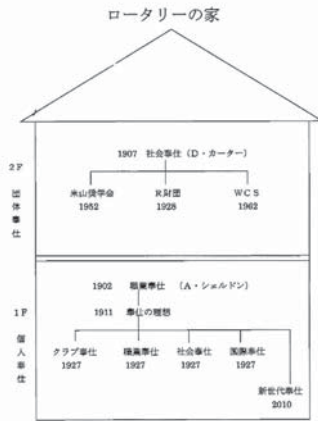 ロータリーの家
2F 団体奉仕
1907 社会奉仕 (D・カーター)
米山奨学会 R財団 WCS
1952 1928 1962
1F 個人奉仕
1902 職業奉仕 (A・シェルドン)
1911 奉仕の理想
クラブ奉仕 職業奉仕 社会奉仕 国際奉仕
1927 1927 1927 1927
新世代奉仕
2010